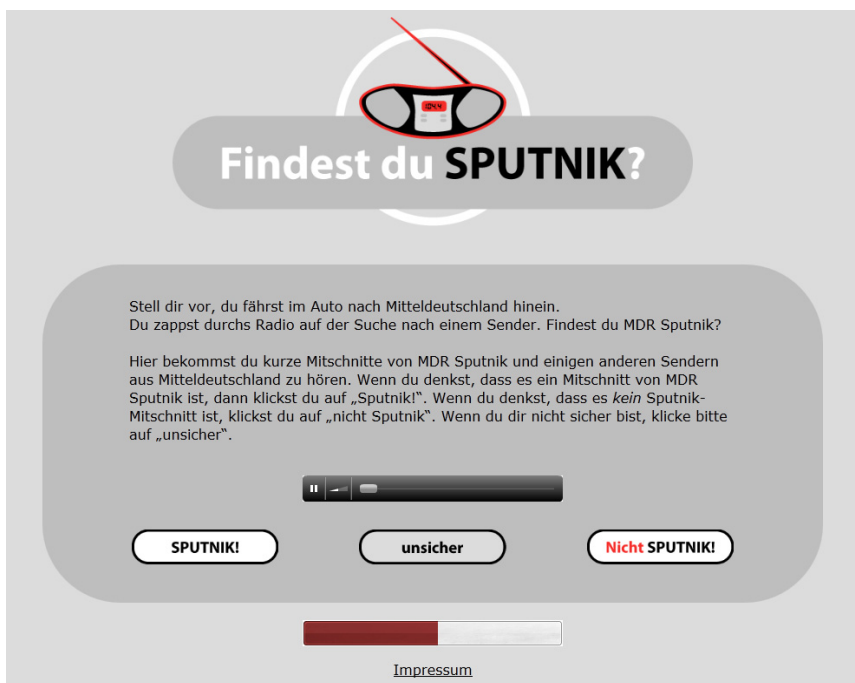 104.4
Findest du SPUTNIK?
Stell dir vor, du fährst im Auto nach Mitteldeutschland hinein.
Du zappst durchs Radio auf der Suche nach einem Sender. Findest du MDR Sputnik?
Hier bekommst du kurze Mitschnitte von MDR Sputnik und einigen anderen Sendern
aus Mitteldeutschland zu hören. Wenn du denkst, dass es ein Mitschnitt von MDR
Sputnik ist, dann klickst du auf „Sputnik!". Wenn du denkst, dass es kein Sputnik-
Mitschnitt ist, klickst du auf „nicht Sputnik". Wenn du dir nicht sicher bist, klicke bitte
auf „unsicher".
SPUTNIK!
unsicher
Nicht SPUTNIK!
Impressum